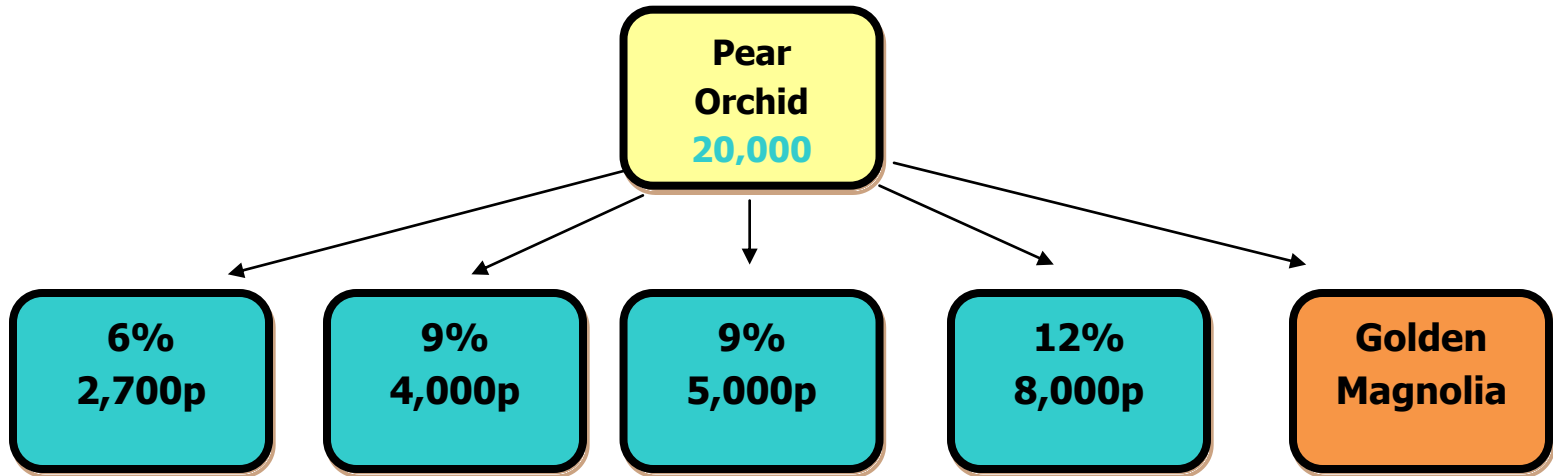 Pear
Orchid
20,000
6%
2,700p
9%
4,000p
9%
5,000p
12%
8,000p
Golden
Magnolia